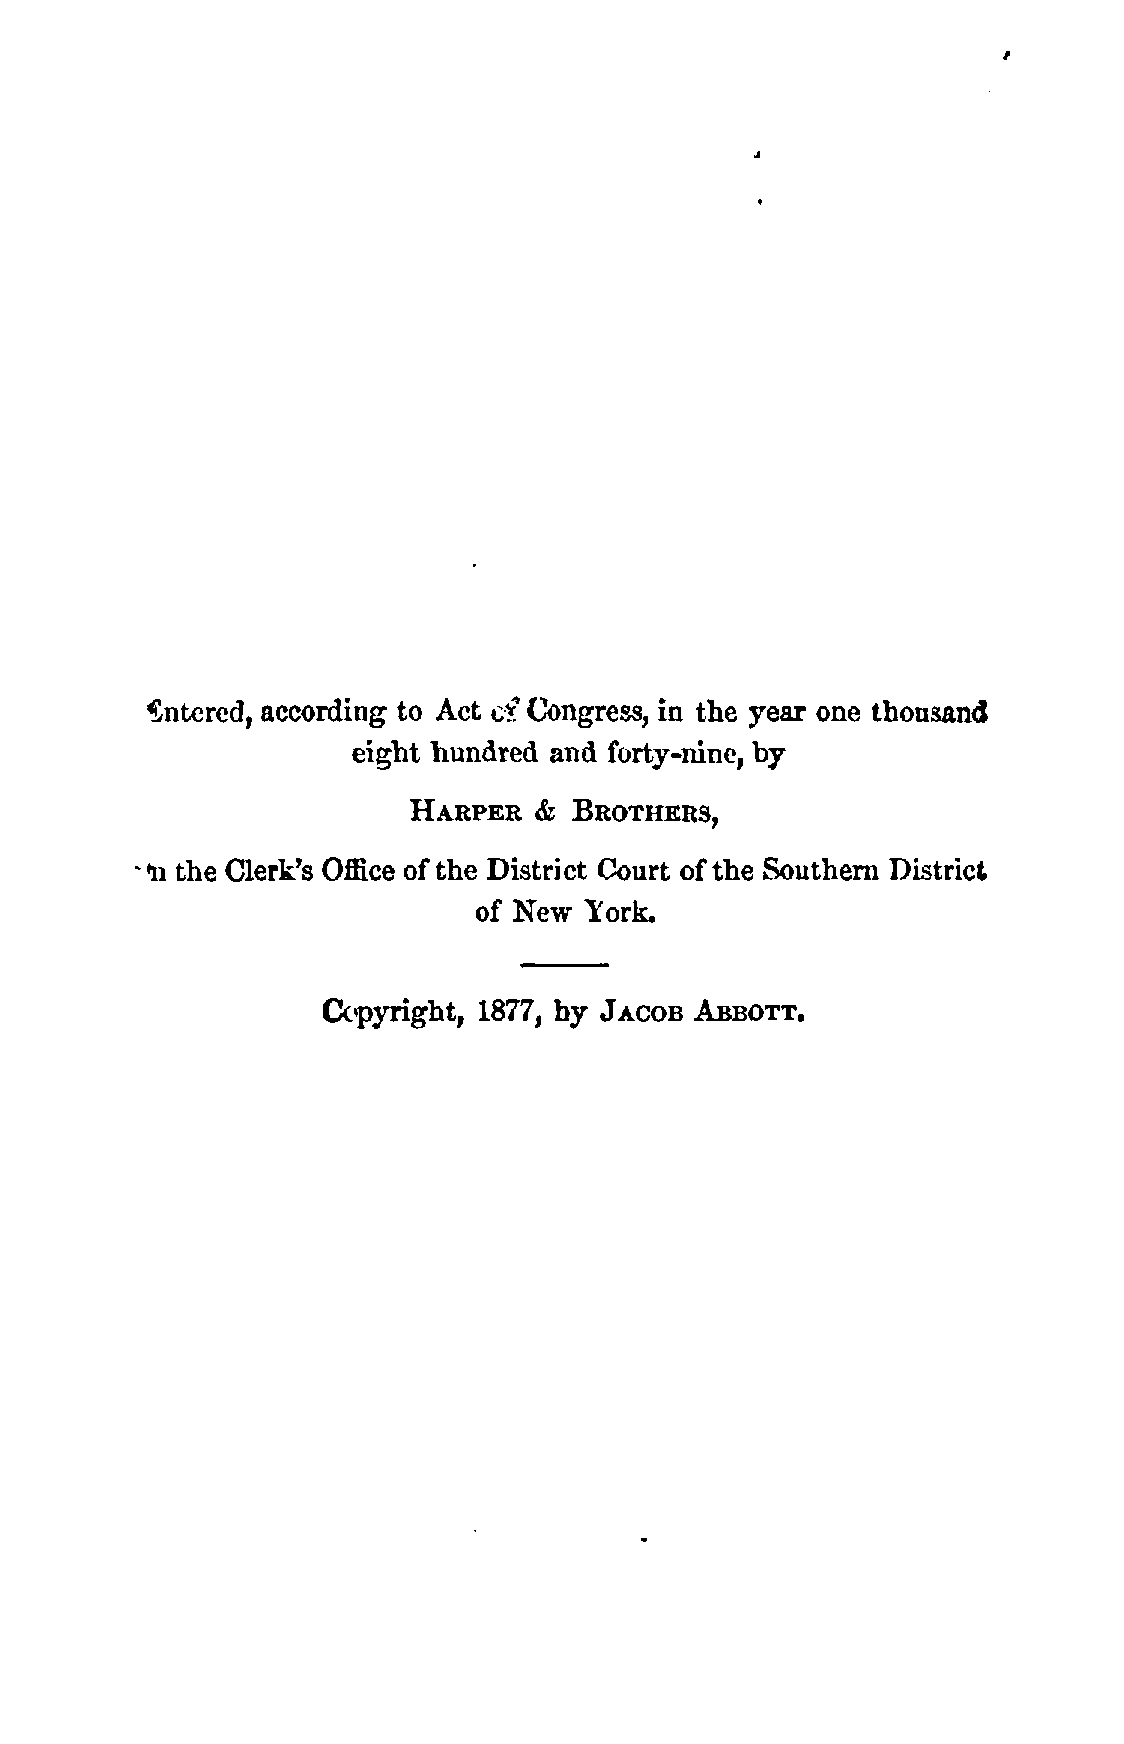 Entered, according to Act of Congress, in the year one thousand
eight hundred and forty-nine, by
HARPER & BROTHERS,
in the Clerk's Office of the District Court of the Southern District
of New York.
Copyright, 1877, by JACOB ABBOTT.